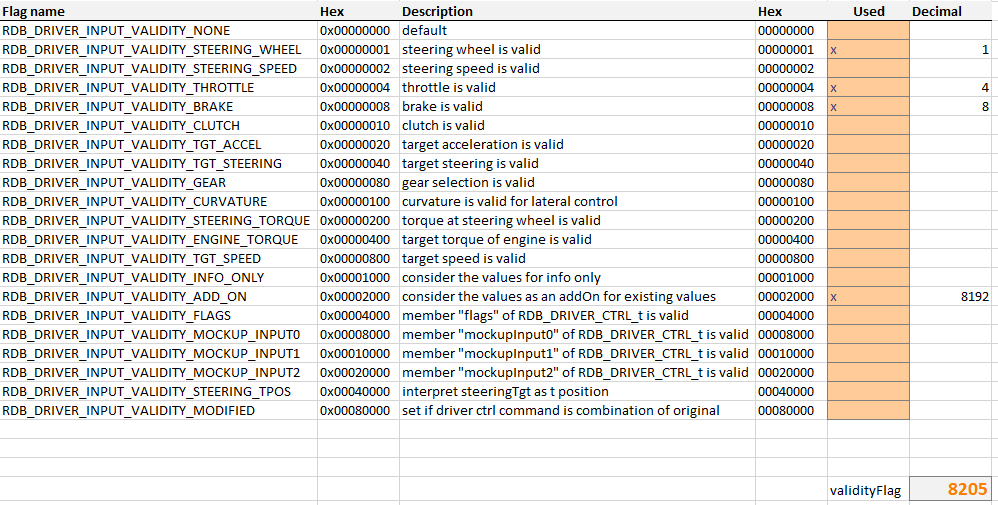 Flag name Hex Description Hex Used Decimal
RDB_DRIVER_INPUT_VALIDITY_NONE 0x00000000 default 00000000
RDB_DRIVER_INPUT_VALIDITY_STEERING_WHEEL 0x00000001 steering wheel is valid 00000001 x 1
RDB_DRIVER_INPUT_VALIDITY_STEERING_SPEED 0x00000002 steering speed is valid 00000002
RDB_DRIVER_INPUT_VALIDITY_THROTTLE 0x00000004 throttle is valid 00000004 x 4
RDB_DRIVER_INPUT_VALIDITY_BRAKE 0x00000008 brake is valid 00000008 x 8
RDB_DRIVER_INPUT_VALIDITY_CLUTCH 0x00000010 clutch is valid 00000010
RDB_DRIVER_INPUT_VALIDITY_TGT_ACCEL 0x00000020 target acceleration is valid 00000020
RDB_DRIVER_INPUT_VALIDITY_TGT_STEERING 0x00000040 target steering is valid 00000040
RDB_DRIVER_INPUT_VALIDITY_GEAR 0x00000080 gear selection is valid 00000080
RDB_DRIVER_INPUT_VALIDITY_CURVATURE 0x00000100 curvature is valid for lateral control 00000100
RDB_DRIVER_INPUT_VALIDITY_STEERING_TORQUE 0x00000200 torque at steering wheel is valid 00000200
RDB_DRIVER_INPUT_VALIDITY_ENGINE_TORQUE 0x00000400 target torque of engine is valid 00000400
RDB_DRIVER_INPUT_VALIDITY_TGT_SPEED 0x00000800 target speed is valid 00000800
RDB_DRIVER_INPUT_VALIDITY_INFO_ONLY 0x00001000 consider the values for info only 00001000
RDB_DRIVER_INPUT_VALIDITY_ADD_ON 0x00002000 consider the values as an addOn for existing values 00002000 x 8192
RDB_DRIVER_INPUT_VALIDITY_FLAGS 0x00004000 member "flags" of RDB_DRIVER_CTRL_t is valid 00004000
RDB_DRIVER_INPUT_VALIDITY_MOCKUP_INPUT0 0x00008000 member "mockupInput0" of RDB_DRIVER_CTRL_t is valid 00008000
RDB_DRIVER_INPUT_VALIDITY_MOCKUP_INPUT1 0x00010000 member "mockupInput1" of RDB_DRIVER_CTRL_t is valid 00010000
RDB_DRIVER_INPUT_VALIDITY_MOCKUP_INPUT2 0x00020000 member "mockupInput2" of RDB_DRIVER_CTRL_t is valid 00020000
RDB_DRIVER_INPUT_VALIDITY_STEERING_TPOS 0x00040000 interpret steeringTgt as t position 00040000
RDB_DRIVER_INPUT_VALIDITY_MODIFIED 0x00080000 set if driver ctrl command is combination of original 00080000
validityFlag 8205